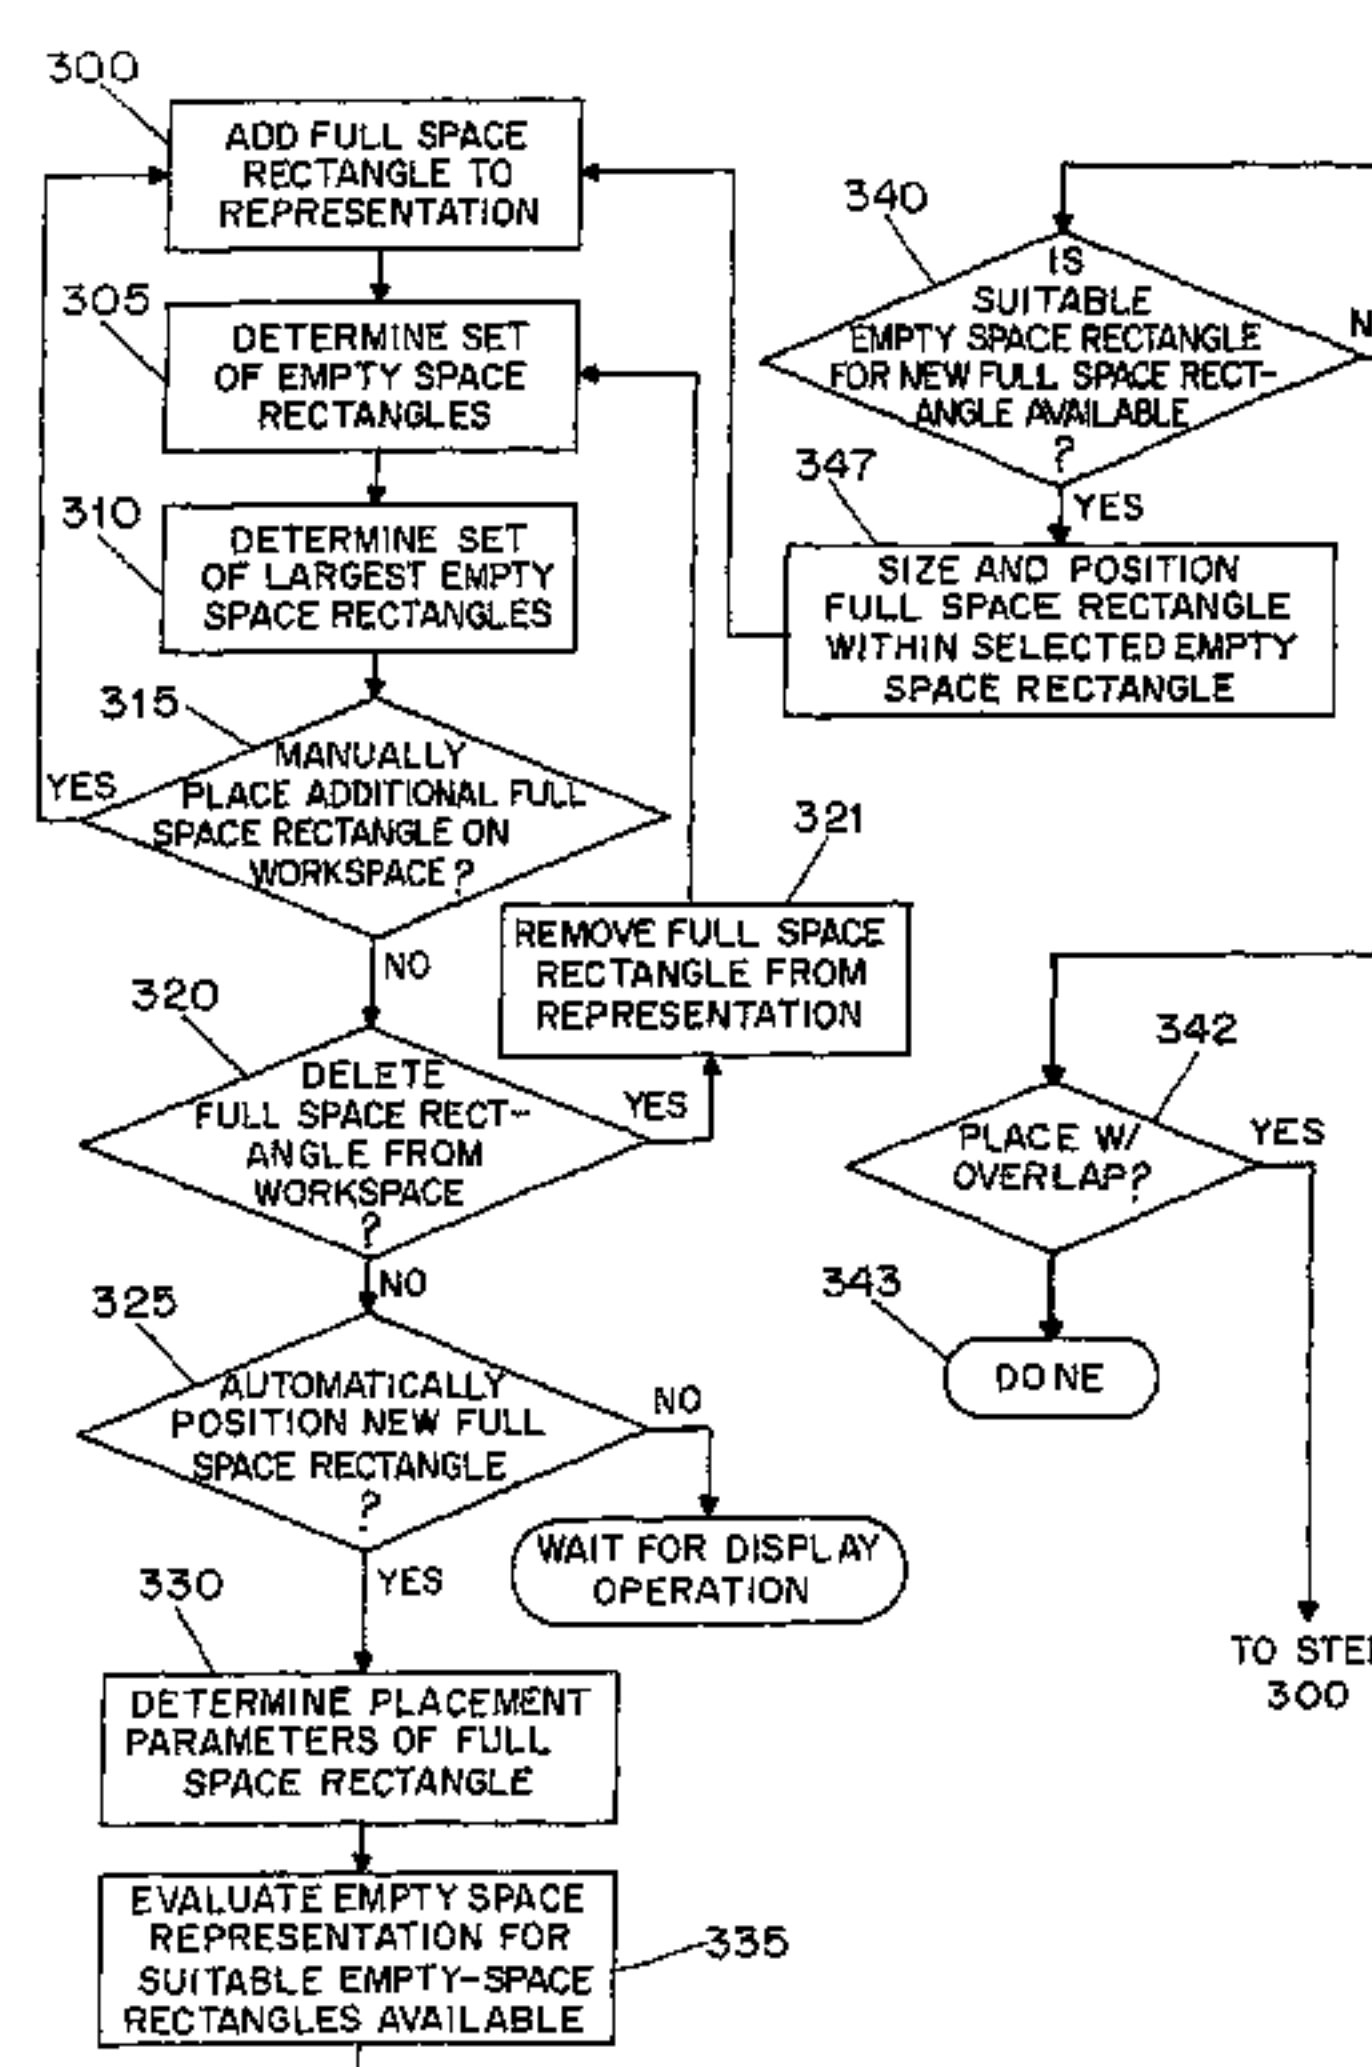 300
ADD FULL SPACE
RECTANGLE TO
REPRESENTATION
305
DETERMINE SET
OF EMPTY SPACE
RECTANGLES
310
DETERMINE SET
OF LARGEST EMPTY
SPACE RECTANGLES
315
MANUALLY
PLACE ADDITIONAL FULL
SPACE RECTANGLE ON
WORKSPACE?
YES
NO
320
DELETE
FULL SPACE RECT-
ANGLE FROM
WORKSPACE
?
YES
321
REMOVE FULL SPACE
RECTANGLE FROM
REPRESENTATION
NO
325
AUTOMATICALLY
POSITION NEW FULL
SPACE RECTANGLE
?
NO
WAIT FOR DISPLAY
OPERATION
YES
330
DETERMINE PLACEMENT
PARAMETERS OF FULL
SPACE RECTANGLE
EVALUATE EMPTY SPACE
REPRESENTATION FOR
SUITABLE EMPTY-SPACE
RECTANGLES AVAILABLE
335
340
IS
SUITABLE
EMPTY SPACE RECTANGLE
FOR NEW FULL SPACE RECT-
ANGLE AVAILABLE
?
YES
347
SIZE AND POSITION
FULL SPACE RECTANGLE
WITHIN SELECTED EMPTY
SPACE RECTANGLE
342
PLACE W/
OVERLAP?
YES
343
DONE
TO
300